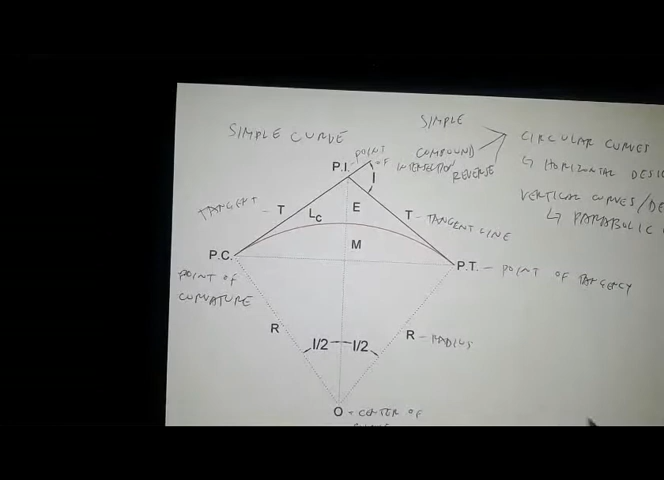 SIMPLE
SIMPLE CURVE
CIRCULAR CURVES
COMPOUND
REVERSE
HORIZONTAL
VERTICAL CURVES/
PARABOLIC
P.I. - POINT OF
INTERSECTION
I
TANGENT - T
LC
E
T - TANGENT LINE
M
P.C.
POINT OF
CURVATURE
P.T. - POINT OF TANGENCY
R
R - RADIUS
I/2
I/2
O - CENTER OF